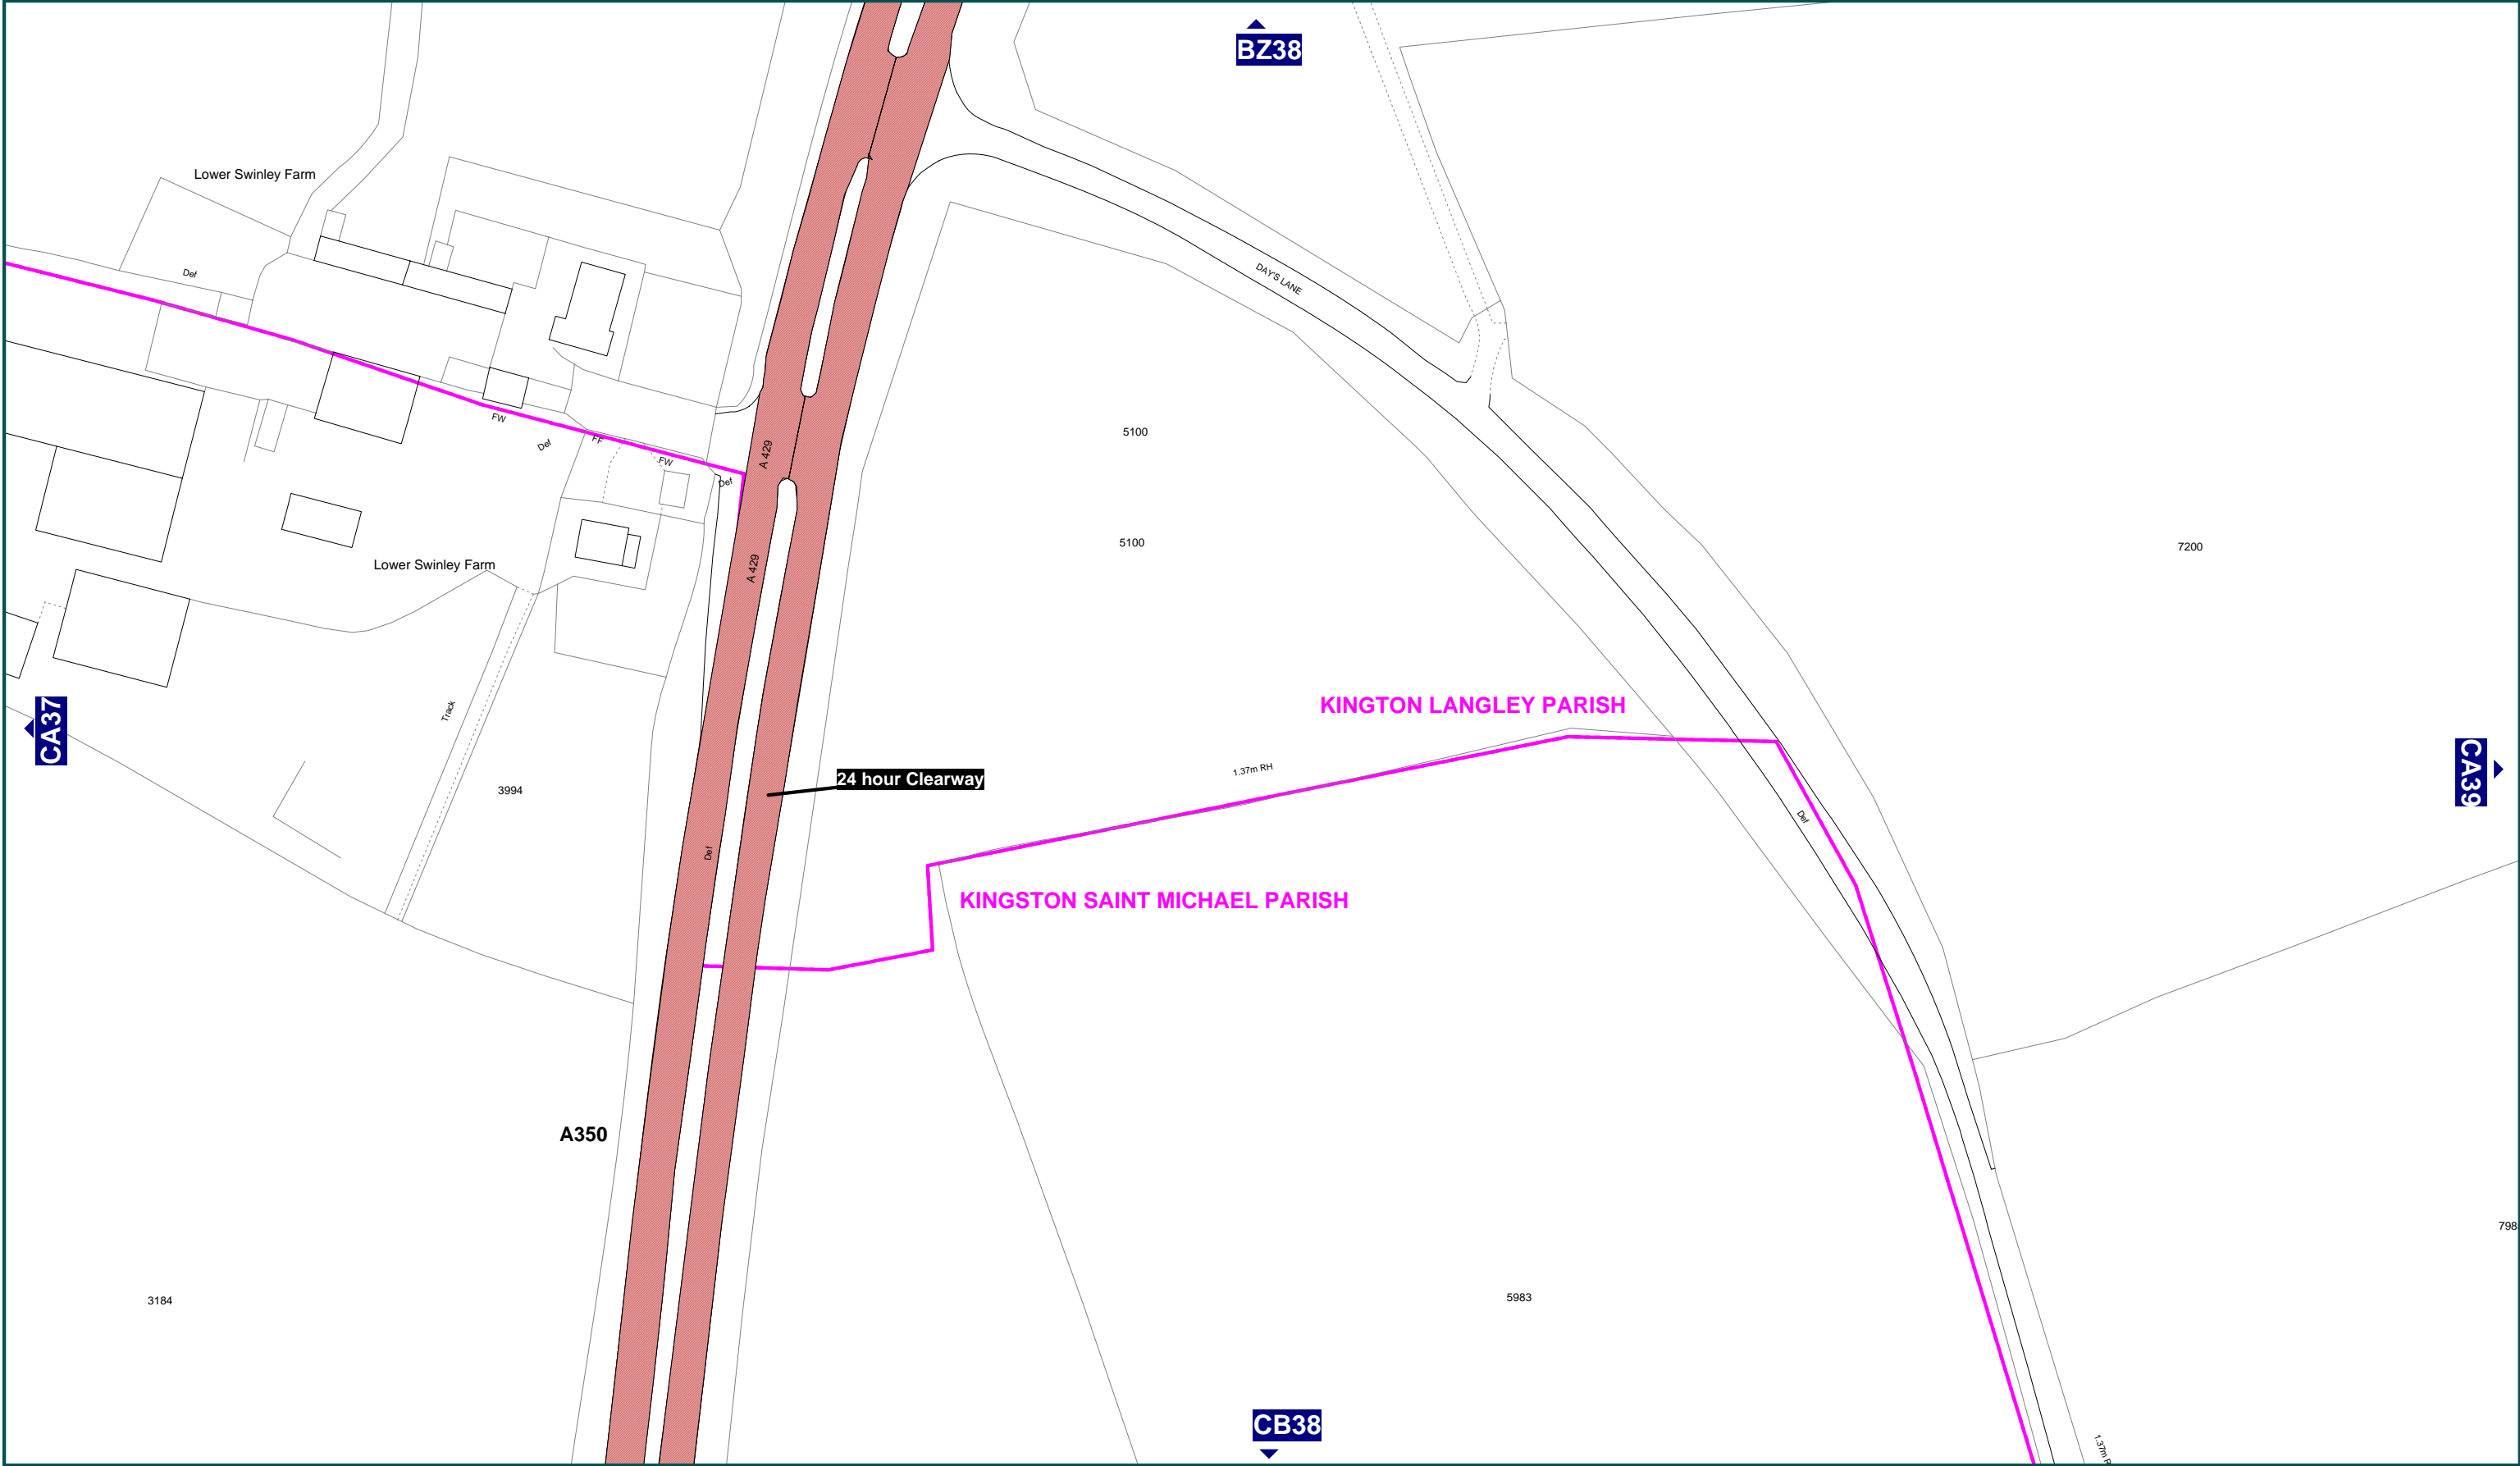 BZ38
Lower Swinley Farm
Def
DAY'S LANE
FW
Def
FF
FW
Def
A 429
5100
5100
7200
A 429
Lower Swinley Farm
CA37
Track
KINGTON LANGLEY PARISH
1.37m RH
CA39
24 hour Clearway
3994
Def
Def
KINGSTON SAINT MICHAEL PARISH
A350
798
3184
5983
CB38
1.37m R